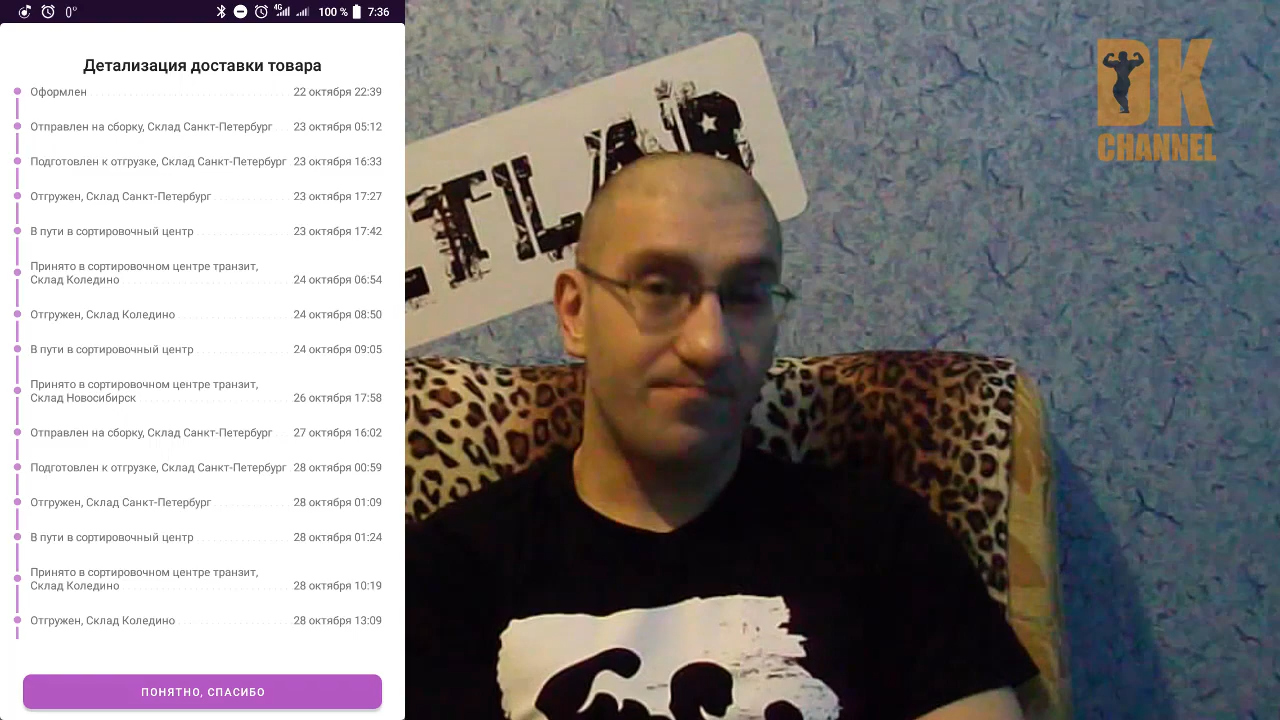 0°
4G
100 %
7:36
Детализация доставки товара
Оформлен 22 октября 22:39
Отправлен на сборку, Склад Санкт-Петербург 23 октября 05:12
Подготовлен к отгрузке, Склад Санкт-Петербург 23 октября 16:33
Отгружен, Склад Санкт-Петербург 23 октября 17:27
В пути в сортировочный центр 23 октября 17:42
Принято в сортировочном центре транзит,
Склад Коледино 24 октября 06:54
Отгружен, Склад Коледино 24 октября 08:50
В пути в сортировочный центр 24 октября 09:05
Принято в сортировочном центре транзит,
Склад Новосибирск 26 октября 17:58
Отправлен на сборку, Склад Санкт-Петербург 27 октября 16:02
Подготовлен к отгрузке, Склад Санкт-Петербург 28 октября 00:59
Отгружен, Склад Санкт-Петербург 28 октября 01:09
В пути в сортировочный центр 28 октября 01:24
Принято в сортировочном центре транзит,
Склад Коледино 28 октября 10:19
Отгружен, Склад Коледино 28 октября 13:09
ПОНЯТНО, СПАСИБО
DK
CHANNEL